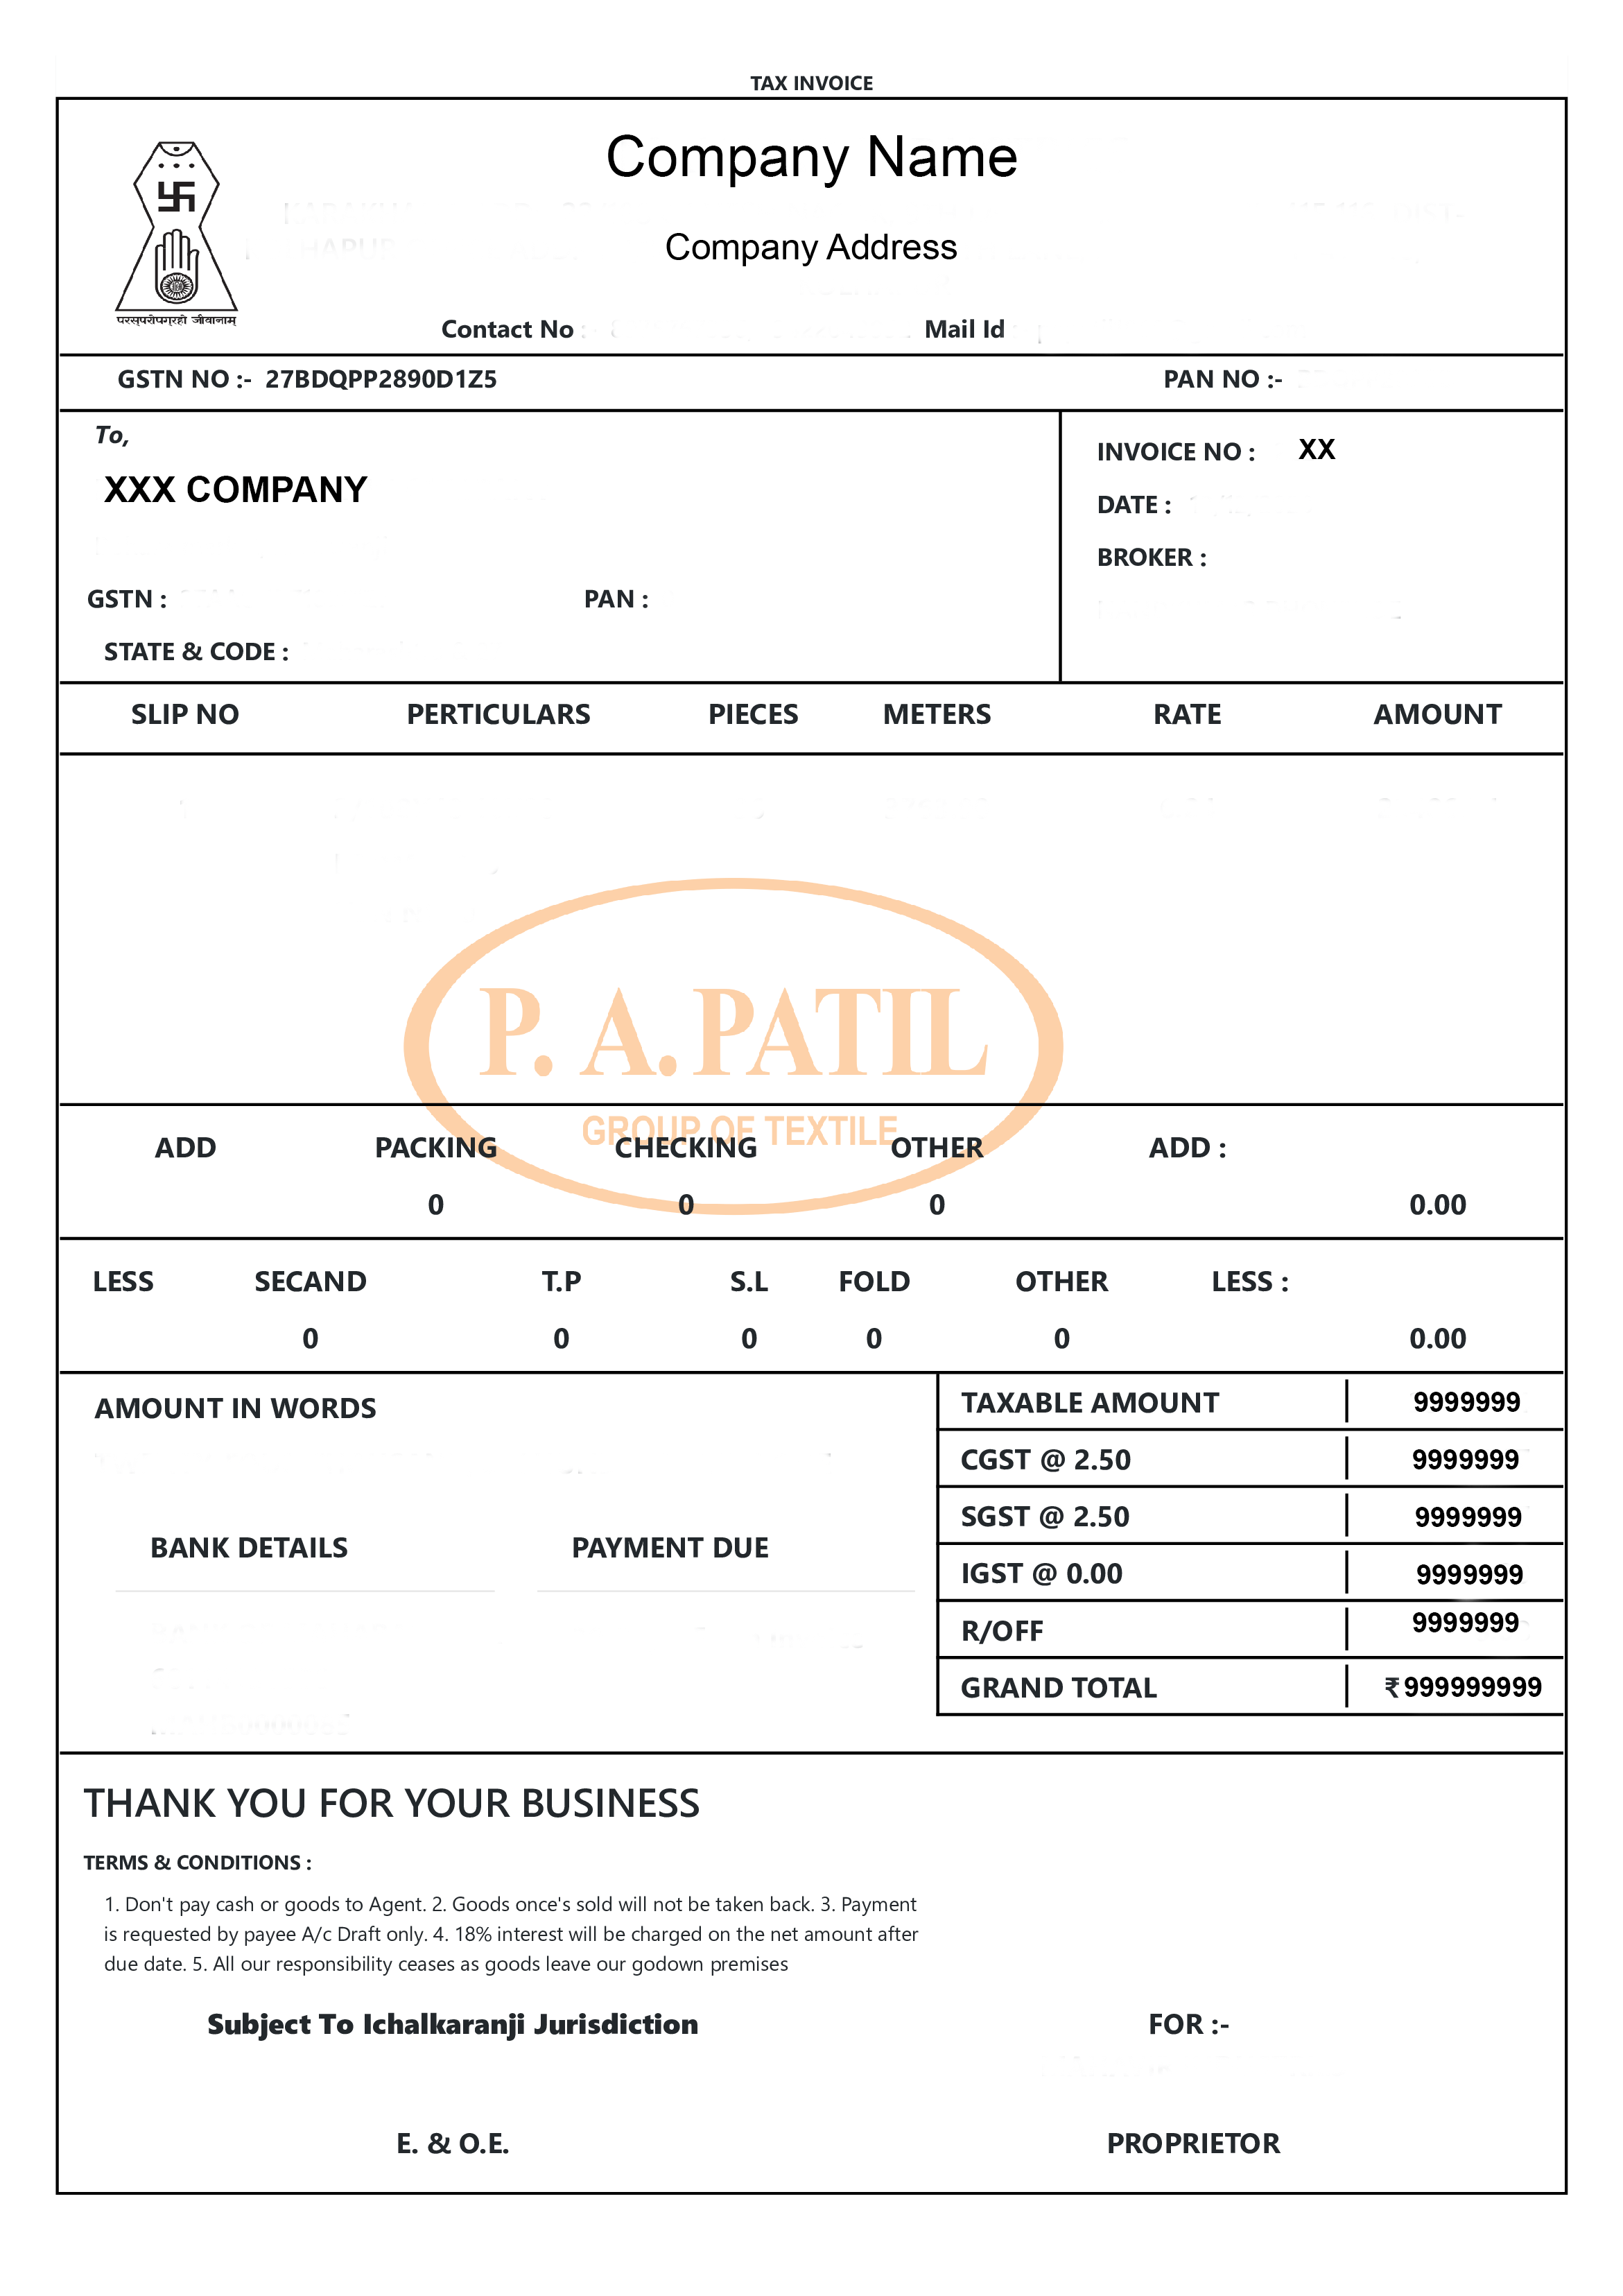 TAX INVOICE
Company Name
Company Address
परस्परोपग्रहो जीवानाम्
Contact No
Mail Id
GSTN NO :- 27BDQPP2890D1Z5
PAN NO :-
To,
XXX COMPANY
GSTN :
PAN :
STATE & CODE :
INVOICE NO : XX
DATE :
BROKER :
SLIP NO PERTICULARS PIECES METERS RATE AMOUNT
P. A. PATIL
GROUP OF TEXTILE
ADD PACKING CHECKING OTHER ADD :
0 0 0 0.00
LESS SECAND T.P S.L FOLD OTHER LESS :
0 0 0 0 0 0.00
AMOUNT IN WORDS
BANK DETAILS
PAYMENT DUE
TAXABLE AMOUNT 9999999
CGST @ 2.50 9999999
SGST @ 2.50 9999999
IGST @ 0.00 9999999
R/OFF 9999999
GRAND TOTAL ₹999999999
THANK YOU FOR YOUR BUSINESS
TERMS & CONDITIONS :
1. Don't pay cash or goods to Agent. 2. Goods once's sold will not be taken back. 3. Payment
is requested by payee A/c Draft only. 4. 18% interest will be charged on the net amount after
due date. 5. All our responsibility ceases as goods leave our godown premises
Subject To Ichalkaranji Jurisdiction
FOR :-
E. & O.E.
PROPRIETOR